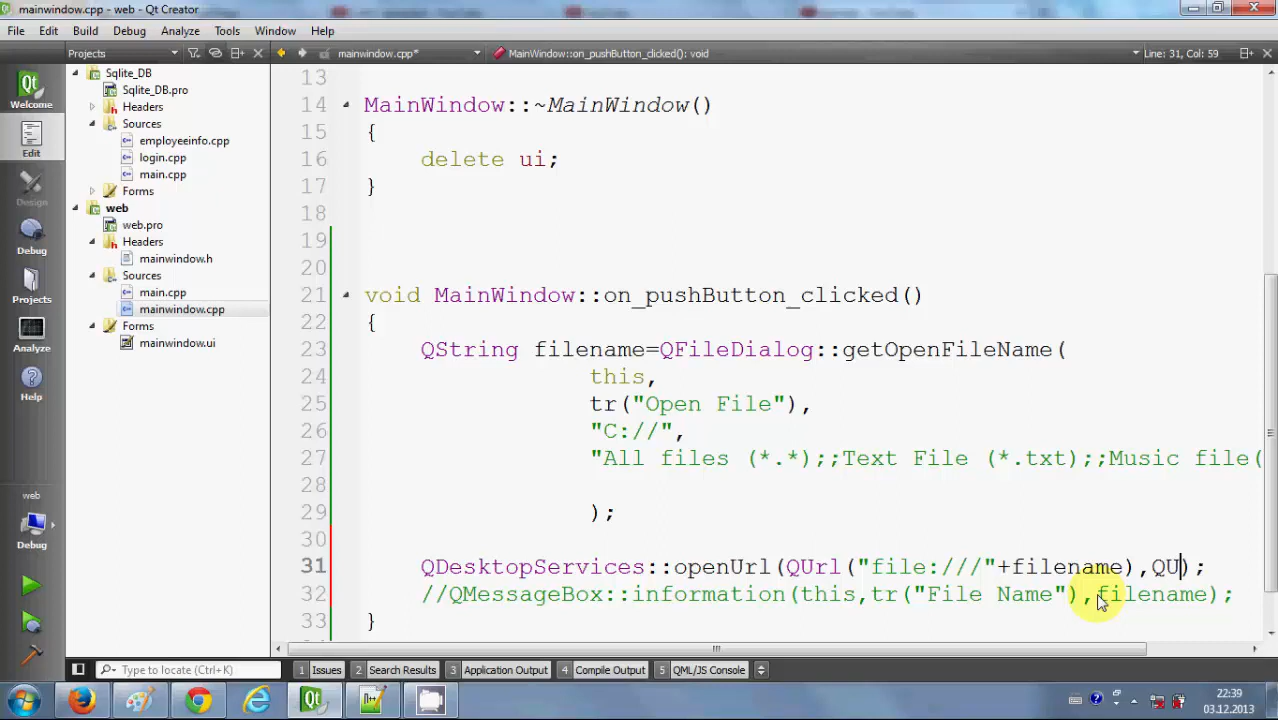 mainwindow.cpp - web - Qt Creator
File Edit Build Debug Analyze Tools Window Help
Projects mainwindow.cpp* MainWindow::on_pushButton_clicked(): void Line: 31, Col: 59
Welcome
Edit
Design
Debug
Projects
Analyze
Help
web
Debug
Sqlite_DB
Sqlite_DB.pro
Headers
Sources
employeeinfo.cpp
login.cpp
main.cpp
Forms
web
web.pro
Headers
mainwindow.h
Sources
main.cpp
mainwindow.cpp
Forms
mainwindow.ui
13
14 MainWindow::~MainWindow()
15 {
16 delete ui;
17 }
18
19
20
21 void MainWindow::on_pushButton_clicked()
22 {
23 QString filename=QFileDialog::getOpenFileName(
24 this,
25 tr("Open File"),
26 "C://",
27 "All files (*.*);;Text File (*.txt);;Music file(
28
29 );
30
31 QDesktopServices::openUrl(QUrl("file:///"+filename),QU);
32 //QMessageBox::information(this,tr("File Name"),filename);
33 }
Type to locate (Ctrl+K) 1 Issues 2 Search Results 3 Application Output 4 Compile Output 5 QML/JS Console
22:39
03.12.2013